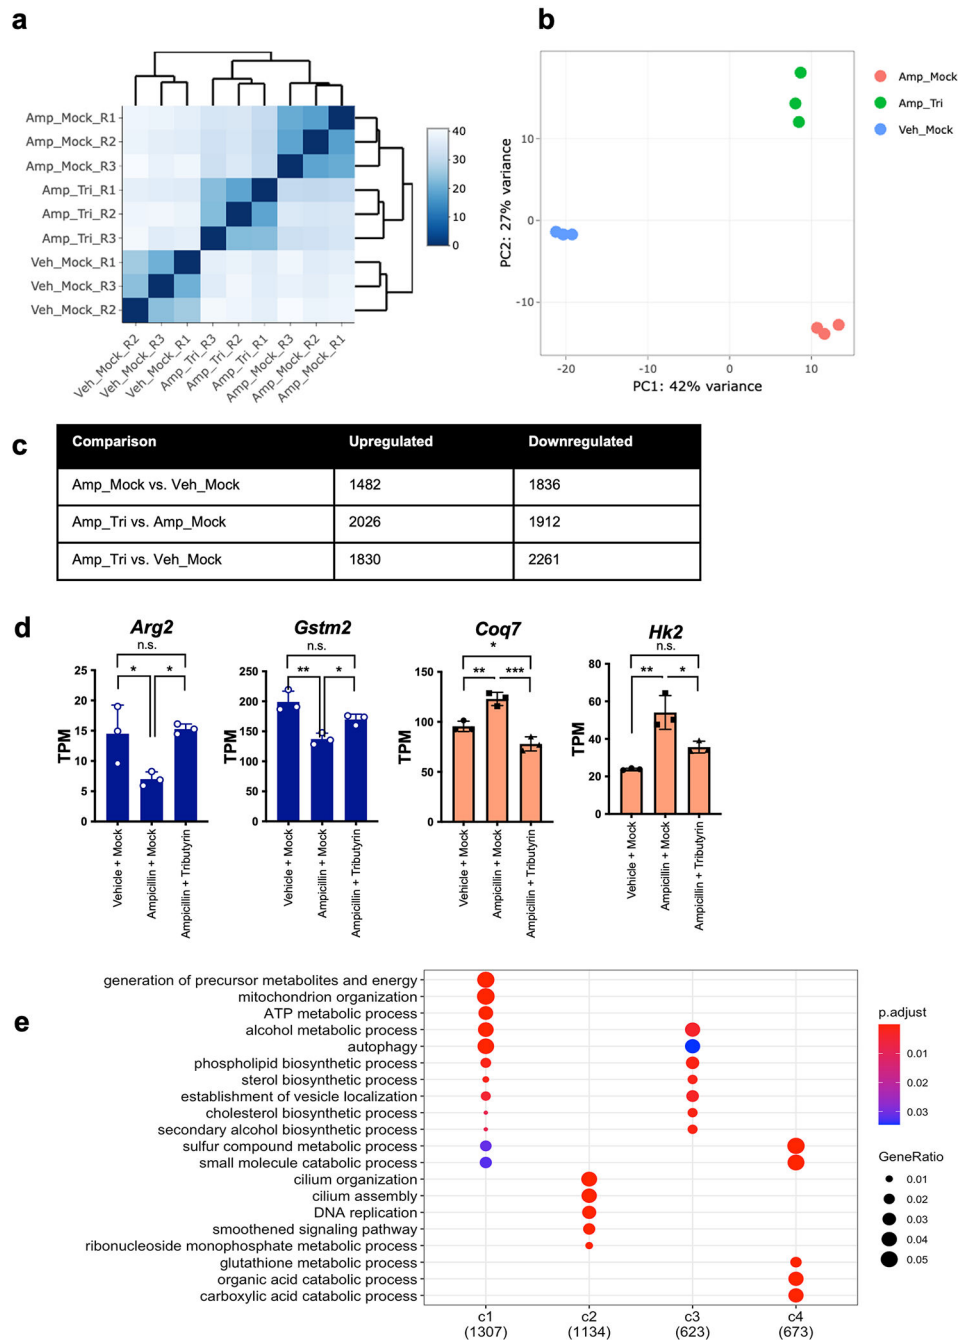 a
Amp_Mock_R1
Amp_Mock_R2
Amp_Mock_R3
Amp_Tri_R1
Amp_Tri_R2
Amp_Tri_R3
Veh_Mock_R1
Veh_Mock_R3
Veh_Mock_R2
Veh_Mock_R2
Veh_Mock_R3
Veh_Mock_R1
Amp_Tri_R3
Amp_Tri_R2
Amp_Tri_R1
Amp_Mock_R3
Amp_Mock_R2
Amp_Mock_R1
40
30
20
10
0
b
PC2: 27% variance
10
0
-10
-20
-10
0
10
PC1: 42% variance
Amp_Mock
Amp_Tri
Veh_Mock
c
Comparison Upregulated Downregulated
Amp_Mock vs. Veh_Mock 1482 1836
Amp_Tri vs. Amp_Mock 2026 1912
Amp_Tri vs. Veh_Mock 1830 2261
d
Arg2
n.s.
* *
TPM
25
20
15
10
5
0
Vehicle + Mock
Ampicillin + Mock
Ampicillin + Tributyrin
Gstm2
n.s.
** *
TPM
250
200
150
100
50
0
Vehicle + Mock
Ampicillin + Mock
Ampicillin + Tributyrin
Coq7
*
** ***
TPM
150
100
50
0
Vehicle + Mock
Ampicillin + Mock
Ampicillin + Tributyrin
Hk2
n.s.
** *
TPM
80
60
40
20
0
Vehicle + Mock
Ampicillin + Mock
Ampicillin + Tributyrin
e
generation of precursor metabolites and energy
mitochondrion organization
ATP metabolic process
alcohol metabolic process
autophagy
phospholipid biosynthetic process
sterol biosynthetic process
establishment of vesicle localization
cholesterol biosynthetic process
secondary alcohol biosynthetic process
sulfur compound metabolic process
small molecule catabolic process
cilium organization
cilium assembly
DNA replication
smoothened signaling pathway
ribonucleoside monophosphate metabolic process
glutathione metabolic process
organic acid catabolic process
carboxylic acid catabolic process
c1 c2 c3 c4
(1307) (1134) (623) (673)
p.adjust
0.01
0.02
0.03
GeneRatio
0.01
0.02
0.03
0.04
0.05